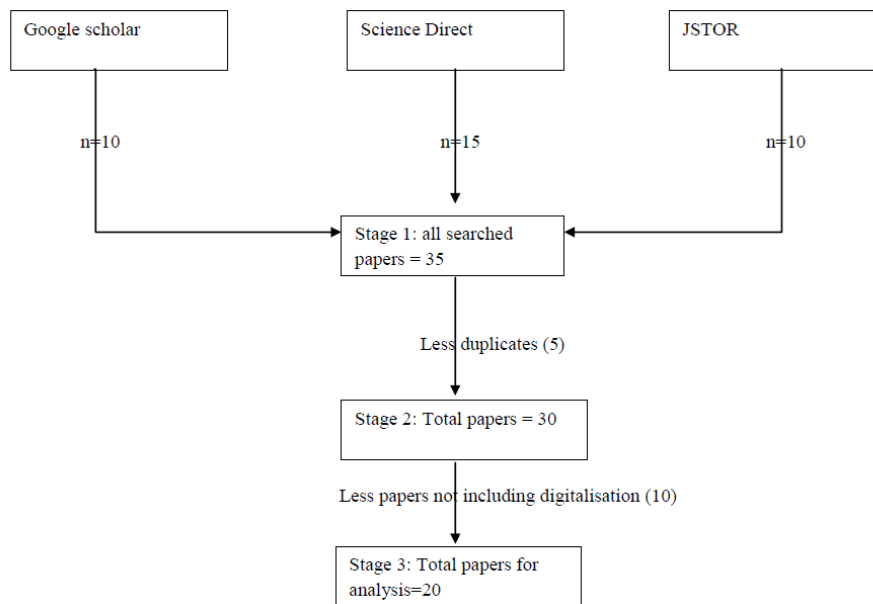 Google scholar
Science Direct
JSTOR
n=10
n=15
n=10
Stage 1: all searched
papers = 35
Less duplicates (5)
Stage 2: Total papers = 30
Less papers not including digitalisation (10)
Stage 3: Total papers for
analysis=20